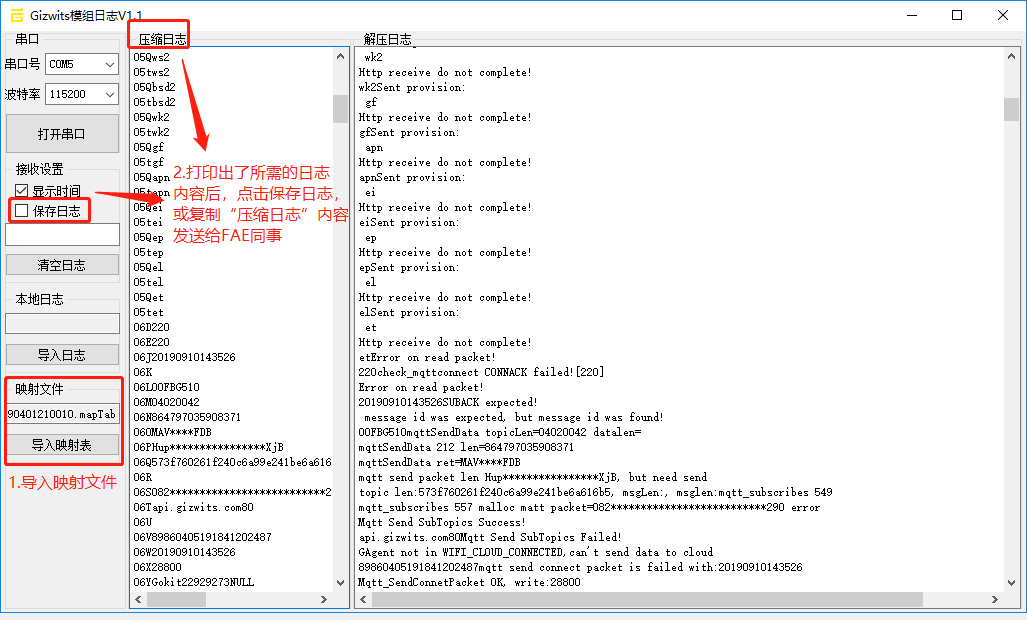 Gizwits模组日志V1.1
串口
串口号 COM5
波特率 115200
打开串口
接收设置
显示时间
保存日志
清空日志
本地日志
导入日志
映射文件
90401210010.mapTab
导入映射表
1.导入映射文件
压缩日志
05Qws2
05tws2
05Qbsd2
05tbsd2
05Qwk2
05twk2
05Qgf
05tgf
05Qapn
05tapn
05Qei
05tei
05Qep
05tep
05Qel
05tel
05Qet
05tet
06D220
06E220
06J20190910143526
06K
06L00FBG510
06M04020042
06N864797035908371
06OMAV****FDB
06PHup****************XjB
06Q573f760261f240c6a99e241be6a616
06R
06S082**************************2
06Tapi.gizwits.com80
06U
06V89860405191841202487
06W20190910143526
06X28800
06YGokit22929273NULL
2.打印出了所需的日志
内容后，点击保存日志，
或复制“压缩日志”内容
发送给FAE同事
解压日志
wk2
Http receive do not complete!
wk2Sent provision:
gf
Http receive do not complete!
gfSent provision:
apn
Http receive do not complete!
apnSent provision:
ei
Http receive do not complete!
eiSent provision:
ep
Http receive do not complete!
epSent provision:
el
Http receive do not complete!
elSent provision:
et
Http receive do not complete!
etError on read packet!
220check_mqttconnect CONNACK failed![220]
Error on read packet!
20190910143526SUBACK expected!
message id was expected, but message id was found!
00FBG510mqttSendData topicLen=04020042 datalen=
mqttSendData 212 len=864797035908371
mqttSendData ret=MAV****FDB
mqtt send packet len Hup****************XjB, but need send
topic len:573f760261f240c6a99e241be6a616b5, msgLen:, msglen:mqtt_subscribes 549
mqtt_subscribes 557 malloc matt packet=082**************************290 error
Mqtt Send SubTopics Success!
api.gizwits.com80Mqtt Send SubTopics Failed!
GAgent not in WIFI_CLOUD_CONNECTED,can't send data to cloud
89860405191841202487mqtt send connect packet is failed with:20190910143526
Mqtt_SendConnetPacket OK, write:28800